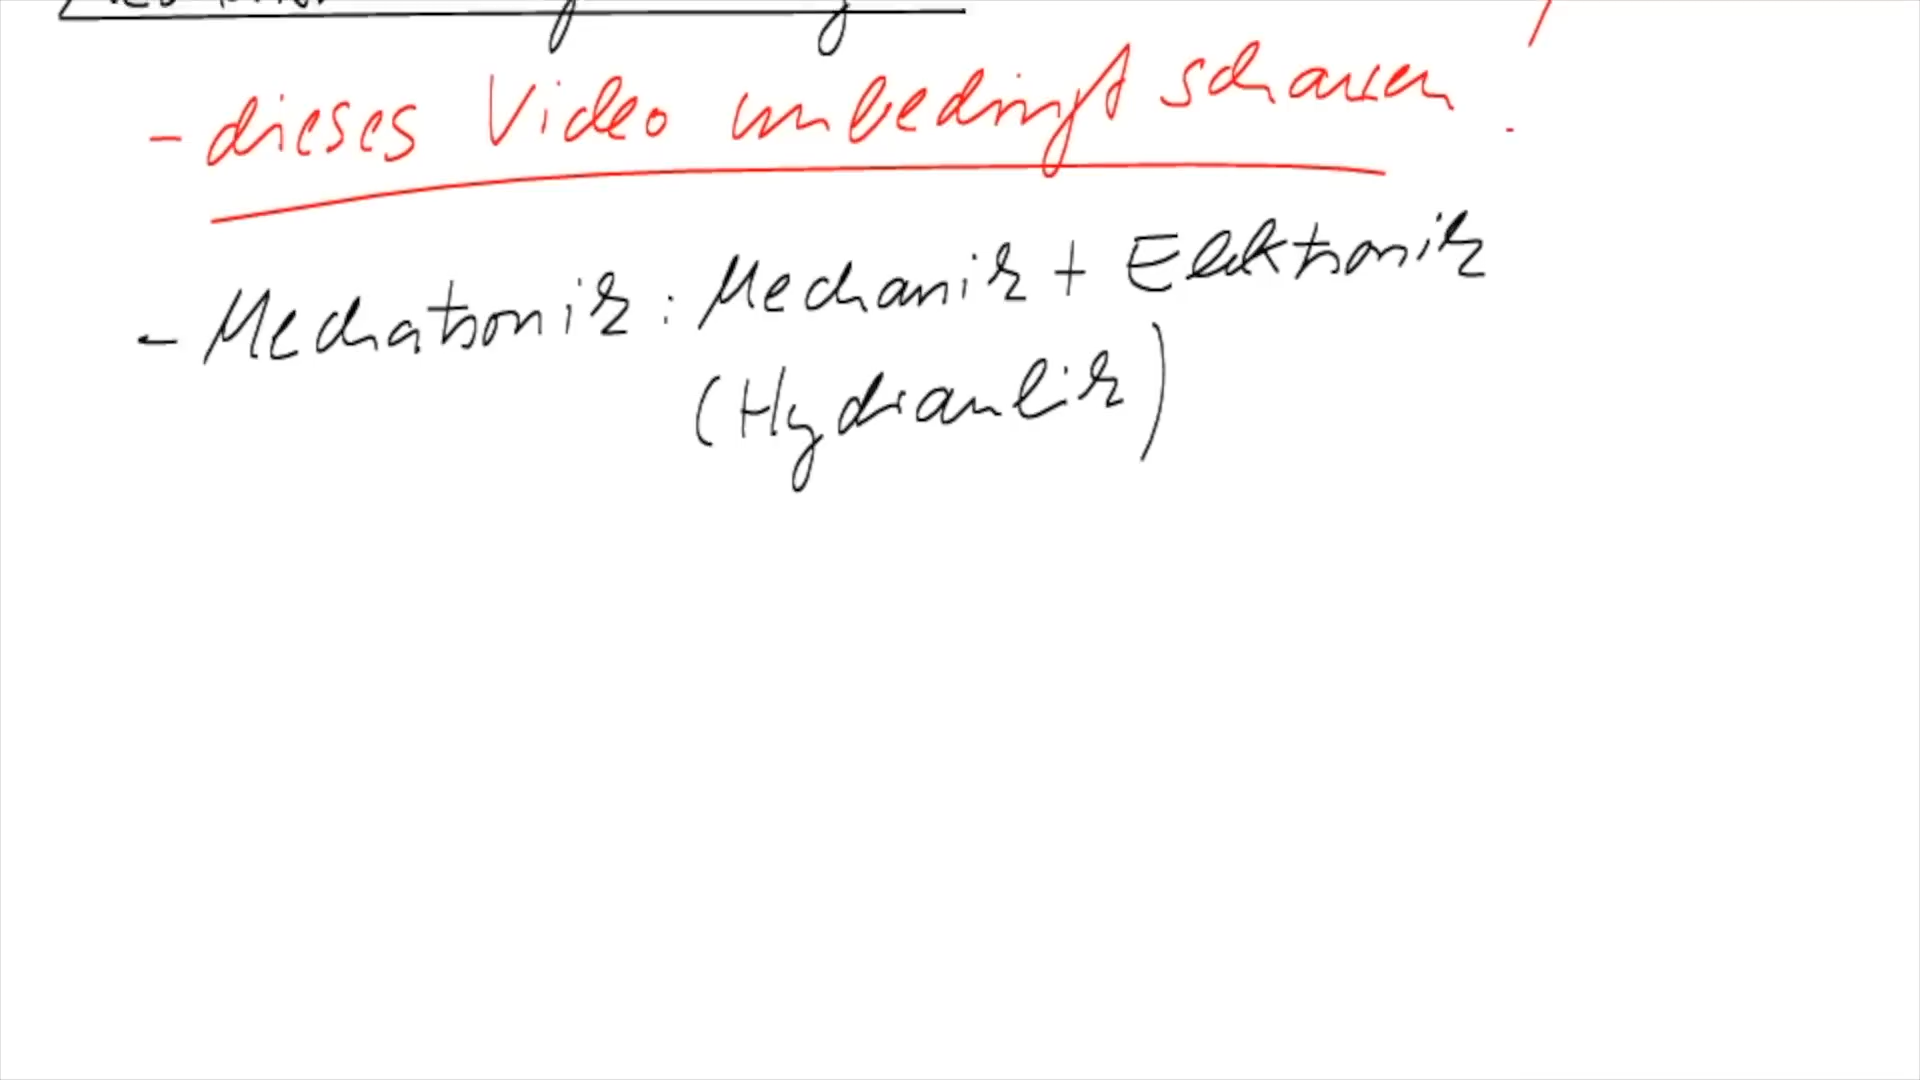 - dieses Video unbedingt schauen!
- Mechatronik: Mechanik + Elektronik
(Hydraulik)